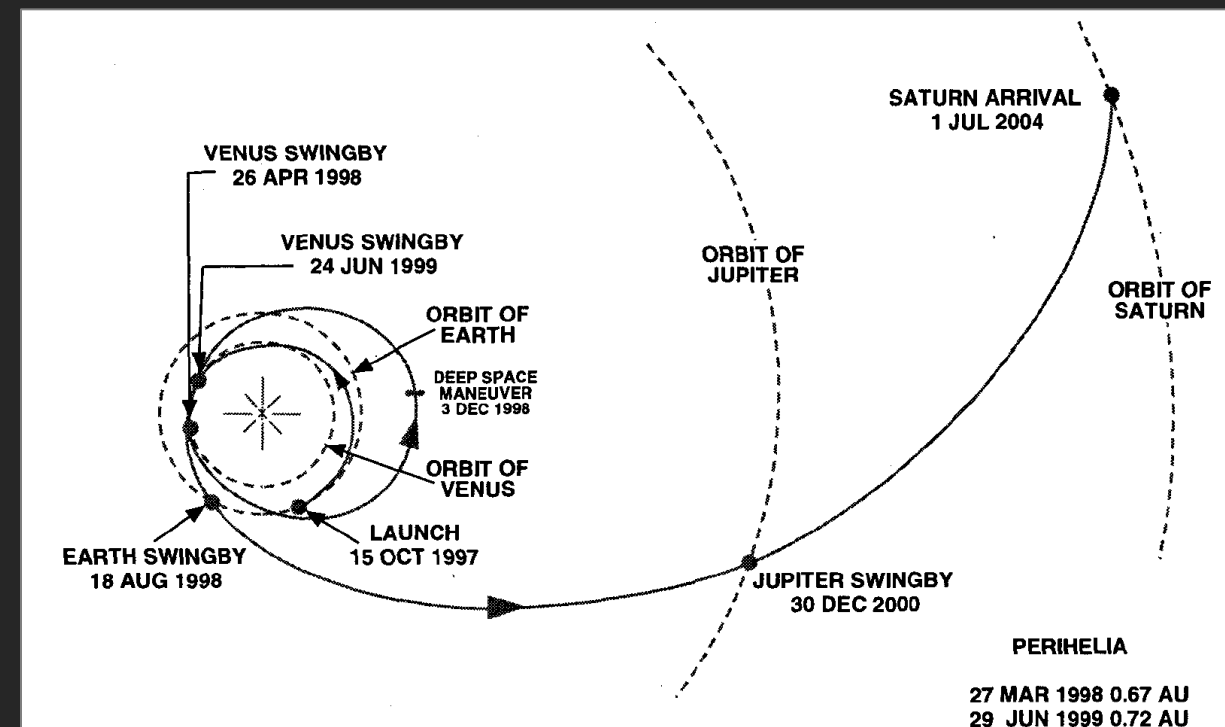 SATURN ARRIVAL
1 JUL 2004
VENUS SWINGBY
26 APR 1998
VENUS SWINGBY
24 JUN 1999
ORBIT OF
JUPITER
ORBIT OF
SATURN
ORBIT OF
EARTH
DEEP SPACE
MANEUVER
3 DEC 1998
ORBIT OF
VENUS
LAUNCH
15 OCT 1997
EARTH SWINGBY
18 AUG 1998
JUPITER SWINGBY
30 DEC 2000
PERIHELIA
27 MAR 1998 0.67 AU
29 JUN 1999 0.72 AU